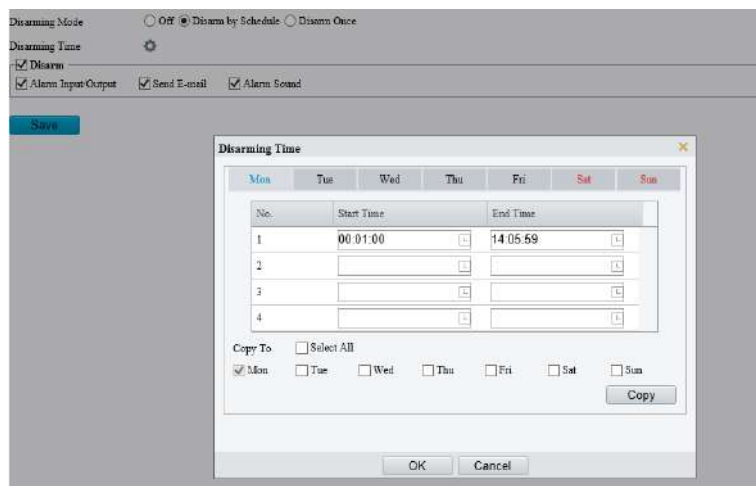 Disarming Mode Off Disarm by Schedule Disarm Once
Disarming Time
Disarm
Alarm Input/Output Send E-mail Alarm Sound
Save
Disarming Time
Mon Tue Wed Thu Fri Sat Sun
No. Start Time End Time
1 00:01:00 14:05:59
2
3
4
Copy To Select All
Mon Tue Wed Thu Fri Sat Sun
Copy
OK Cancel